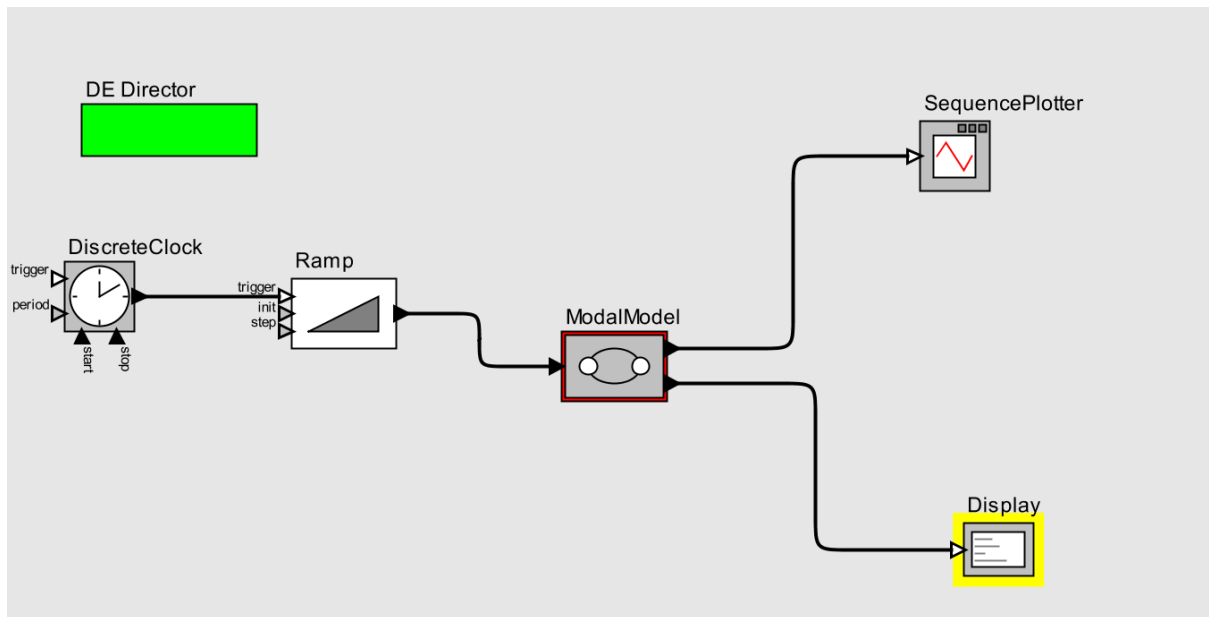 DE Director
SequencePlotter
DiscreteClock
trigger
period
start
stop
Ramp
trigger
init
step
ModalModel
Display